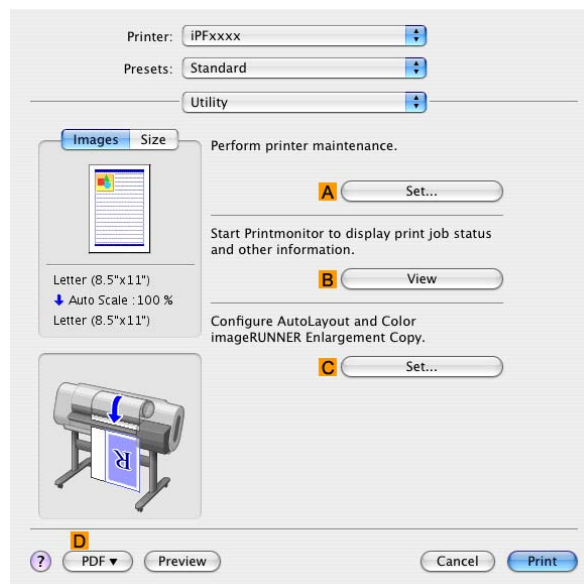 Printer: iPFxxxx
Presets: Standard
Utility
Images Size
Letter (8.5"x11")
Auto Scale :100 %
Letter (8.5"x11")
R
Perform printer maintenance.
A Set...
Start Printmonitor to display print job status
and other information.
B View
Configure AutoLayout and Color
imageRUNNER Enlargement Copy.
C Set...
D
? PDF▼ Preview Cancel Print